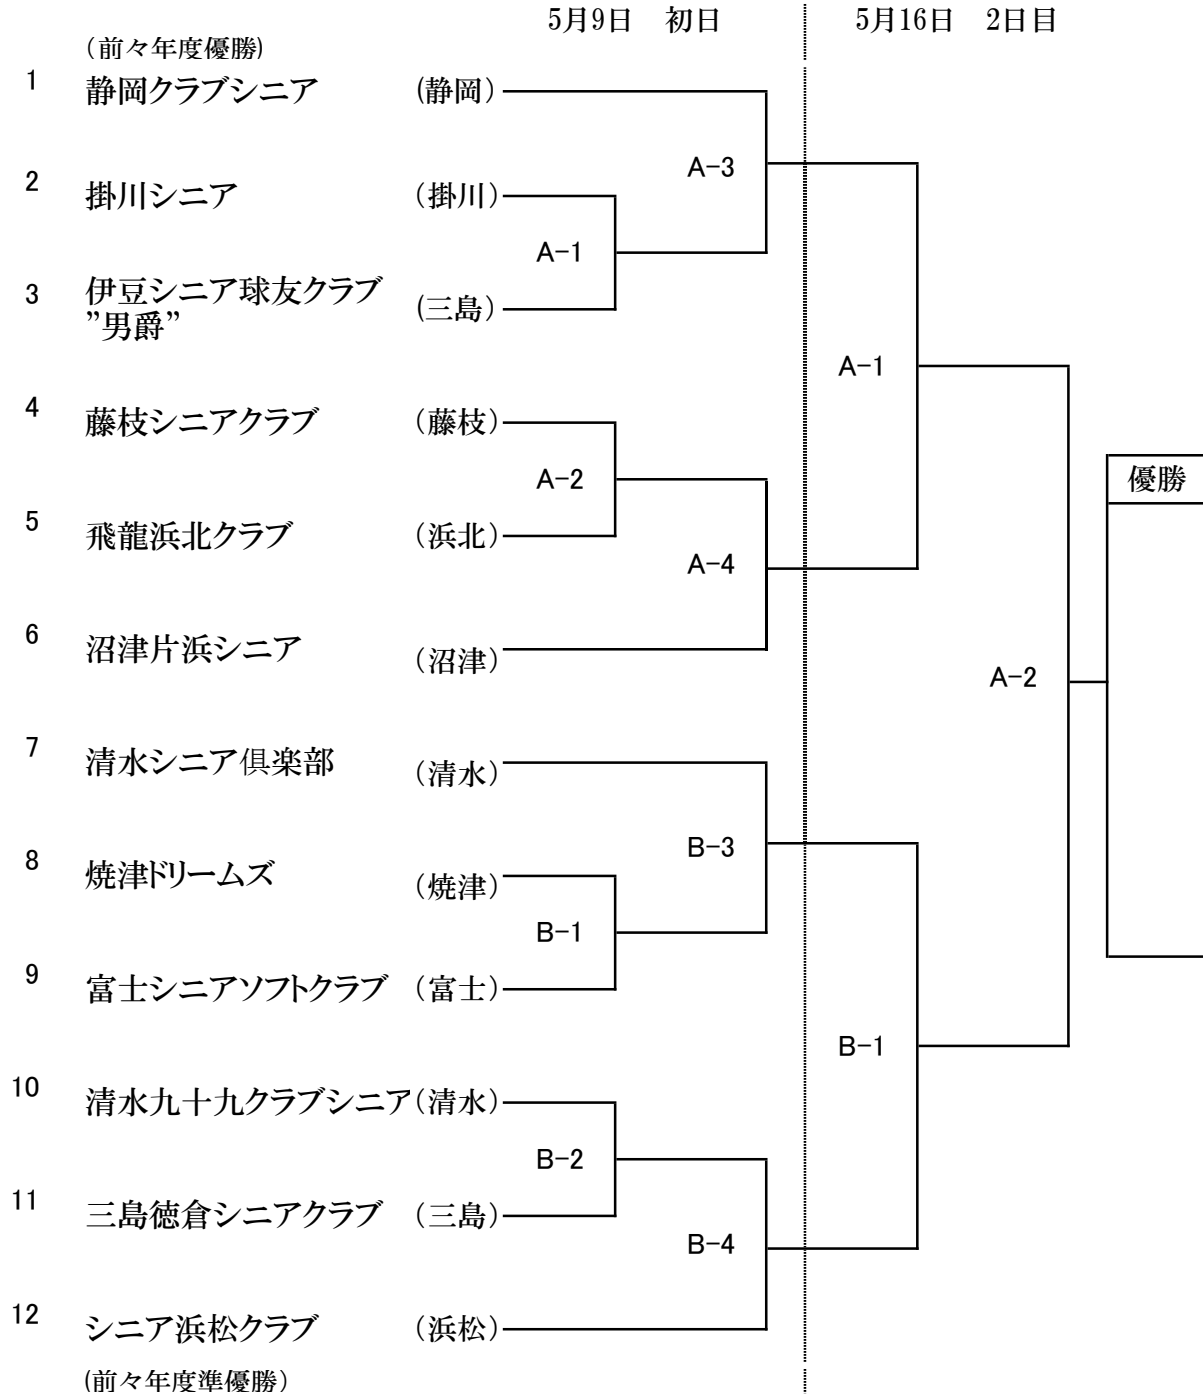 5月9日　初日　5月16日　2日目
（前々年度優勝)
1 静岡クラブシニア (静岡）
A-3
2 掛川シニア （掛川）
A-1
3 伊豆シニア球友クラブ (三島）
”男爵”
A-1
4 藤枝シニアクラブ （藤枝）
A-2
優勝
5 飛龍浜北クラブ （浜北）
A-4
6 沼津片浜シニア （沼津）
A-2
7 清水シニア倶楽部 （清水）
B-3
8 焼津ドリームズ （焼津）
B-1
9 富士シニアソフトクラブ （富士）
B-1
10 清水九十九クラブシニア (清水）
B-2
11 三島徳倉シニアクラブ （三島）
B-4
12 シニア浜松クラブ （浜松）
(前々年度準優勝）